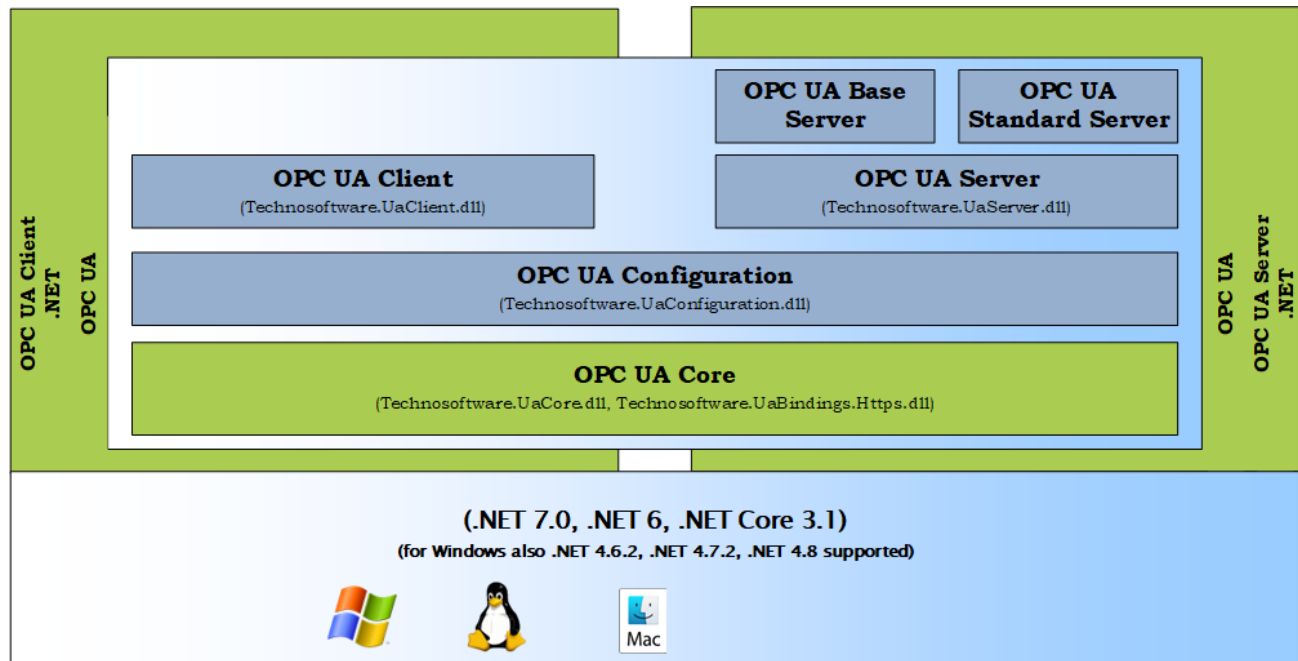 OPC UA Base
Server
OPC UA
Standard Server
OPC UA Client
(Technosoftware.UaClient.dll)
OPC UA Server
(Technosoftware.UaServer.dll)
OPC UA Client
.NET
OPC UA
OPC UA Configuration
(Technosoftware.UaConfiguration.dll)
OPC UA
OPC UA Server
.NET
OPC UA Core
(Technosoftware.UaCore.dll, Technosoftware.UaBindings.Https.dll)
(.NET 7.0, .NET 6, .NET Core 3.1)
(for Windows also .NET 4.6.2, .NET 4.7.2, .NET 4.8 supported)
Mac